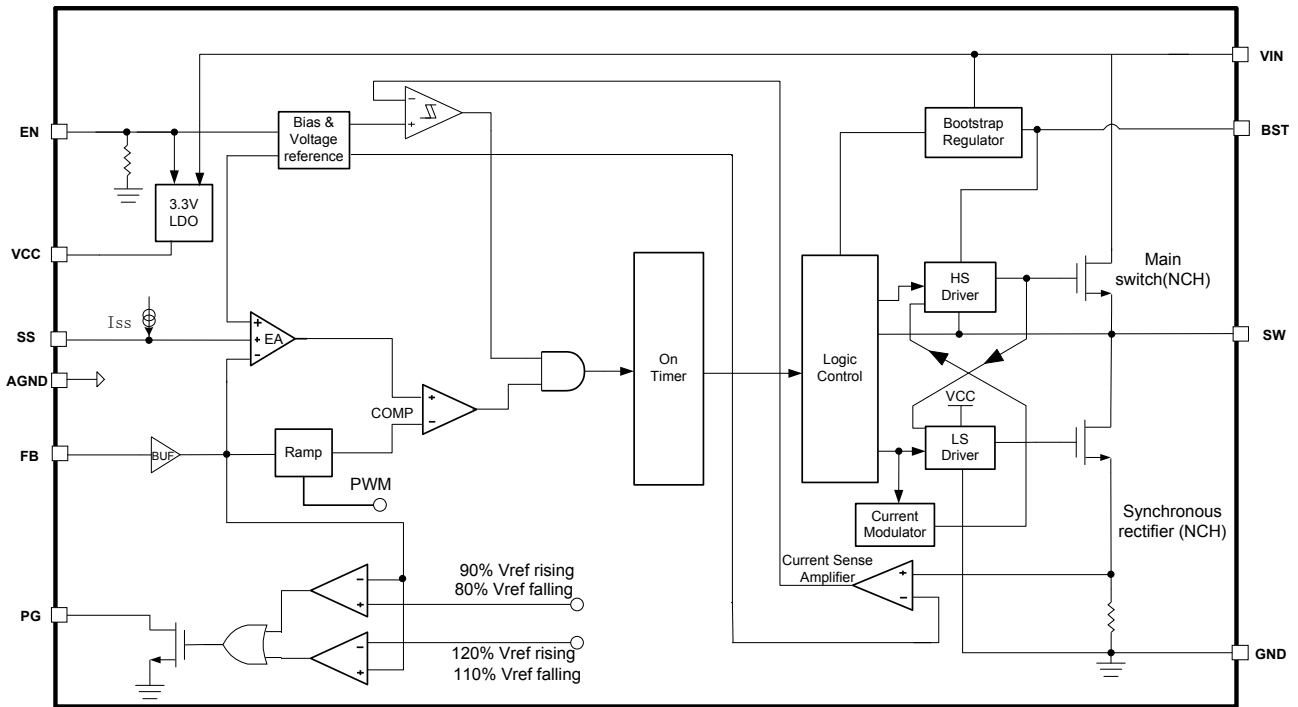 VIN
EN
Bias &
Voltage
reference
−
+
Bootstrap
Regulator
BST
3.3V
LDO
VCC
Iss
SS
+
+
−
EA
On
Timer
Logic
Control
HS
Driver
Main
switch(NCH)
SW
AGND
COMP
+
−
VCC
LS
Driver
FB
BUF
Ramp
PWM
Current
Modulator
Synchronous
rectifier (NCH)
Current Sense
Amplifier
+
−
90% Vref rising
80% Vref falling
−
+
PG
120% Vref rising
110% Vref falling
−
+
GND